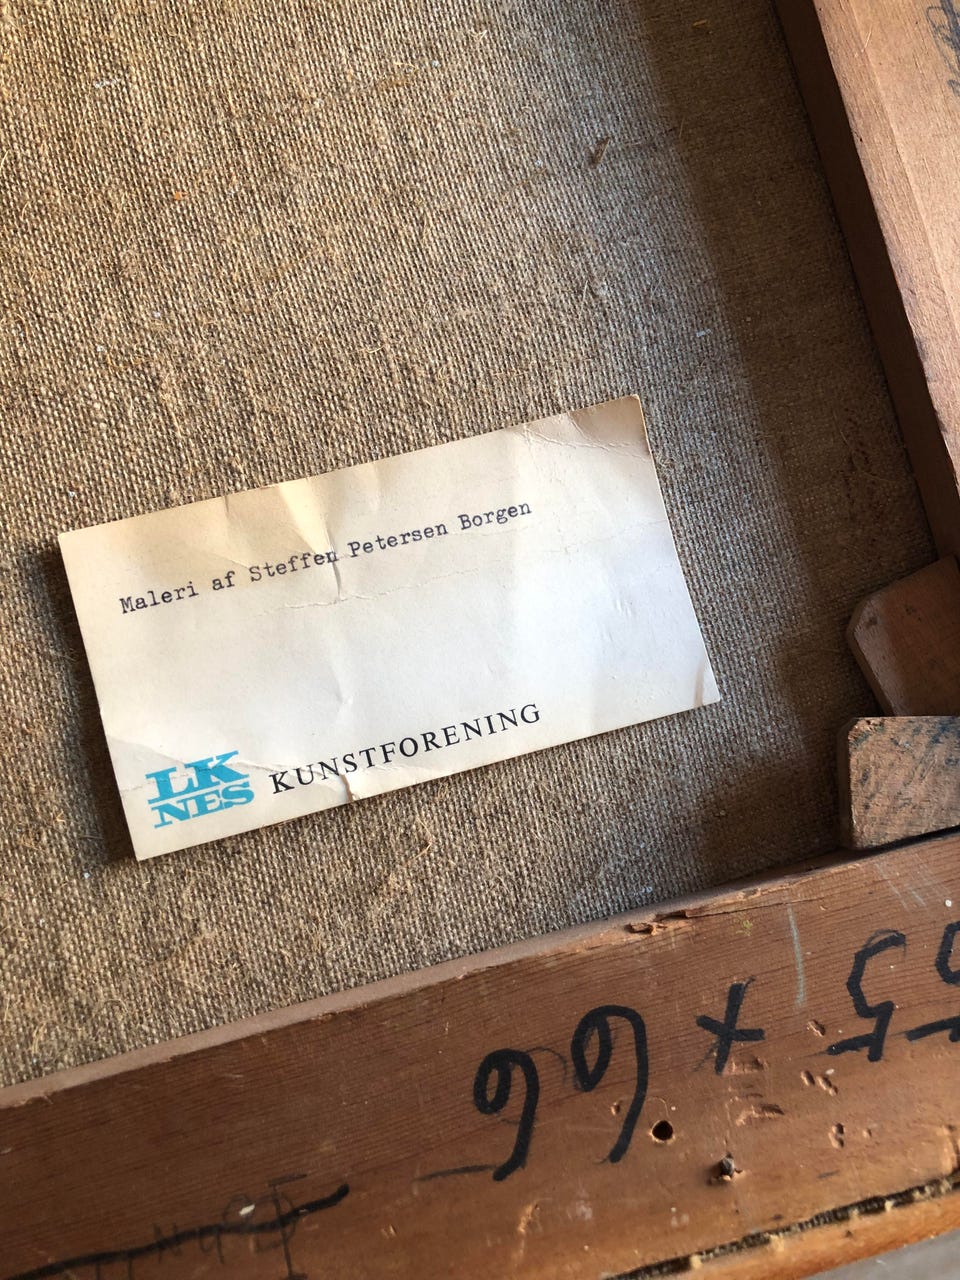 Maleri af Steffen Petersen Borgen
LK
NES
KUNSTFORENING
55 x 66